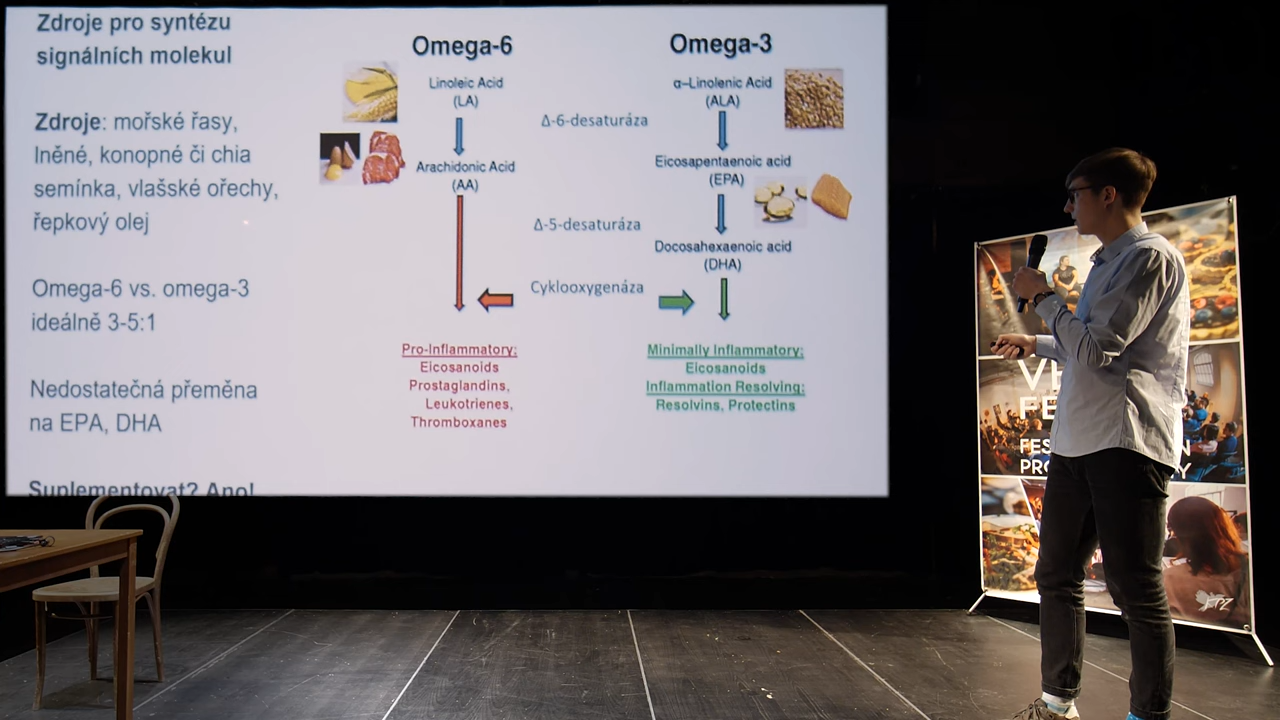 Zdroje pro syntézu
signálních molekul
Zdroje: mořské řasy,
lněné, konopné či chia
semínka, vlašské ořechy,
řepkový olej
Omega-6 vs. omega-3
ideálně 3-5:1
Nedostatečná přeměna
na EPA, DHA
Suplementovat? Ano!
Omega-6
Linoleic Acid
(LA)
Arachidonic Acid
(AA)
Pro-Inflammatory:
Eicosanoids
Prostaglandins,
Leukotrienes,
Thromboxanes
Δ-6-desaturáza
Δ-5-desaturáza
Cyklooxygenáza
Omega-3
α–Linolenic Acid
(ALA)
Eicosapentaenoic acid
(EPA)
Docosahexaenoic acid
(DHA)
Minimally Inflammatory:
Eicosanoids
Inflammation Resolving:
Resolvins, Protectins